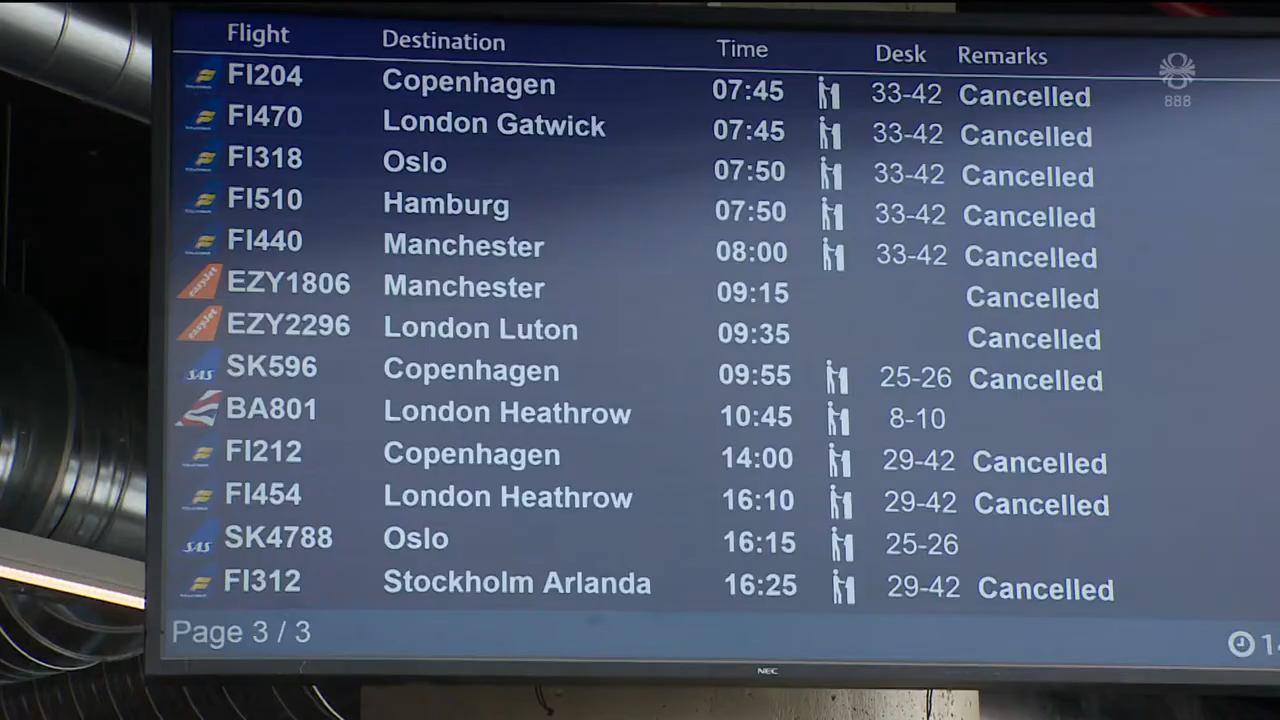 Flight Destination Time Desk Remarks
FI204 Copenhagen 07:45 33-42 Cancelled
FI470 London Gatwick 07:45 33-42 Cancelled
FI318 Oslo 07:50 33-42 Cancelled
FI510 Hamburg 07:50 33-42 Cancelled
FI440 Manchester 08:00 33-42 Cancelled
easyJet EZY1806 Manchester 09:15 Cancelled
easyJet EZY2296 London Luton 09:35 Cancelled
SAS SK596 Copenhagen 09:55 25-26 Cancelled
BA801 London Heathrow 10:45 8-10
FI212 Copenhagen 14:00 29-42 Cancelled
FI454 London Heathrow 16:10 29-42 Cancelled
SAS SK4788 Oslo 16:15 25-26
FI312 Stockholm Arlanda 16:25 29-42 Cancelled
Page 3 / 3
NEC
888